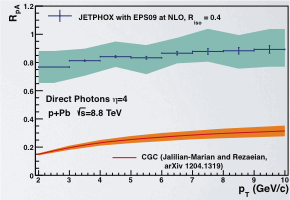 R_pA
1.2
1
0.8
0.6
0.4
0.2
0
JETPHOX with EPS09 at NLO, R_iso = 0.4
Direct Photons η=4
p+Pb √s=8.8 TeV
CGC (Jalilian-Marian and Rezaeian,
arXiv 1204.1319)
2 3 4 5 6 7 8 9 10
p_T (GeV/c)